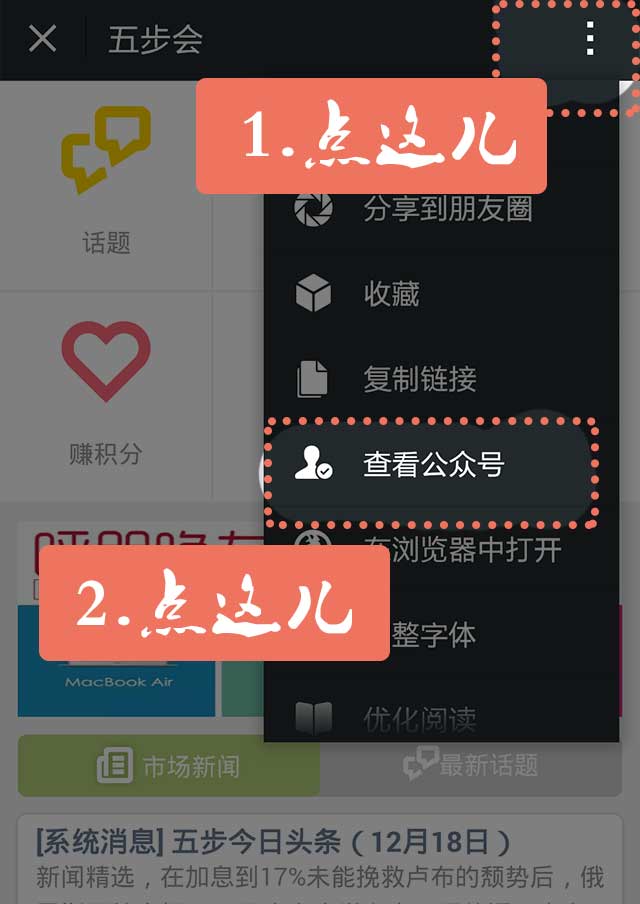 五步会
1.点这儿
话题
分享到朋友圈
收藏
赚积分
复制链接
查看公众号
在浏览器中打开
2.点这儿
整字体
MacBook Air
优化阅读
市场新闻
最新话题
[系统消息] 五步今日头条（12月18日）
新闻精选，在加息到17%未能挽救卢布的颓势后，俄